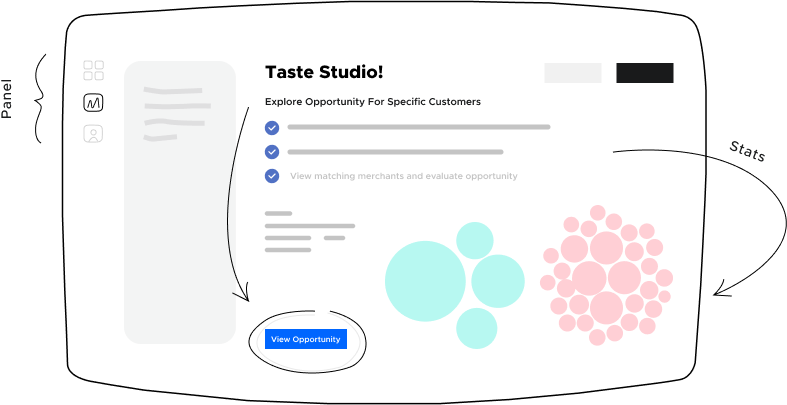 Panel
Taste Studio!
Explore Opportunity For Specific Customers
View matching merchants and evaluate opportunity
Stats
View Opportunity